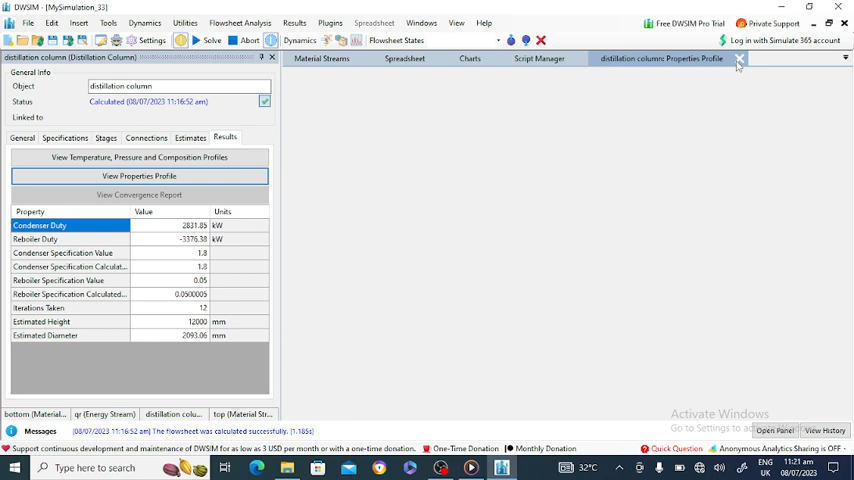 DWSIM - [MySimulation_33]
File Edit Insert Tools Dynamics Utilities Flowsheet Analysis Results Plugins Spreadsheet Windows View Help Free DWSIM Pro Trial Private Support
Settings Solve Abort Dynamics Flowsheet States Log in with Simulate 365 account
distillation column (Distillation Column) Material Streams Spreadsheet Charts Script Manager distillation column: Properties Profile
General Info
Object distillation column
Status Calculated (08/07/2023 11:16:52 am)
Linked to
General Specifications Stages Connections Estimates Results
View Temperature, Pressure and Composition Profiles
View Properties Profile
View Convergence Report
Property Value Units
Condenser Duty 2831.85 kW
Reboiler Duty -3376.38 kW
Condenser Specification Value 1.8
Condenser Specification Calculat... 1.8
Reboiler Specification Value 0.05
Reboiler Specification Calculated... 0.0500005
Iterations Taken 12
Estimated Height 12000 mm
Estimated Diameter 2093.06 mm
bottom (Material... qr (Energy Stream) distillation colu... top (Material Str...
Activate Windows
Go to Settings to
Messages [08/07/2023 11:16:52 am] The flowsheet was calculated successfully. [1.185s] Open Panel View History
Support continuous development and maintenance of DWSIM for as low as 3 USD per month or with a one-time donation. One-Time Donation Monthly Donation Quick Question Anonymous Analytics Sharing is OFF
Type here to search 32°C ENG 11:21 am
UK 08/07/2023